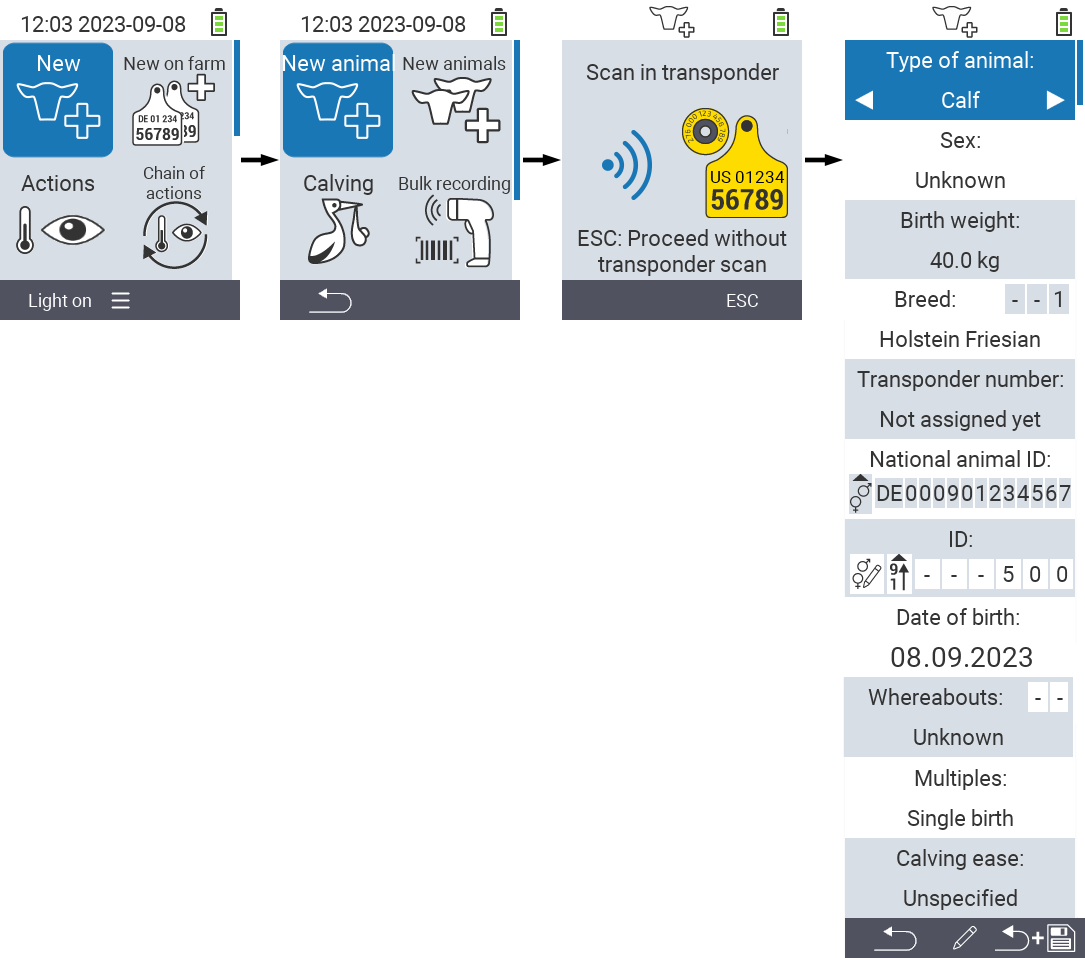 12:03 2023-09-08
New
New on farm
DE 01 234
56789
234
89
Actions
Chain of
actions
Light on
12:03 2023-09-08
New anima
New animals
Calving
Bulk recording
Scan in transponder
276 000 123 456 789
US 01234
56789
ESC: Proceed without
transponder scan
ESC
Type of animal:
Calf
Sex:
Unknown
Birth weight:
40.0 kg
Breed: - - 1
Holstein Friesian
Transponder number:
Not assigned yet
National animal ID:
DE000901234567
ID:
9
1
- - - 5 0 0
Date of birth:
08.09.2023
Whereabouts: - -
Unknown
Multiples:
Single birth
Calving ease:
Unspecified